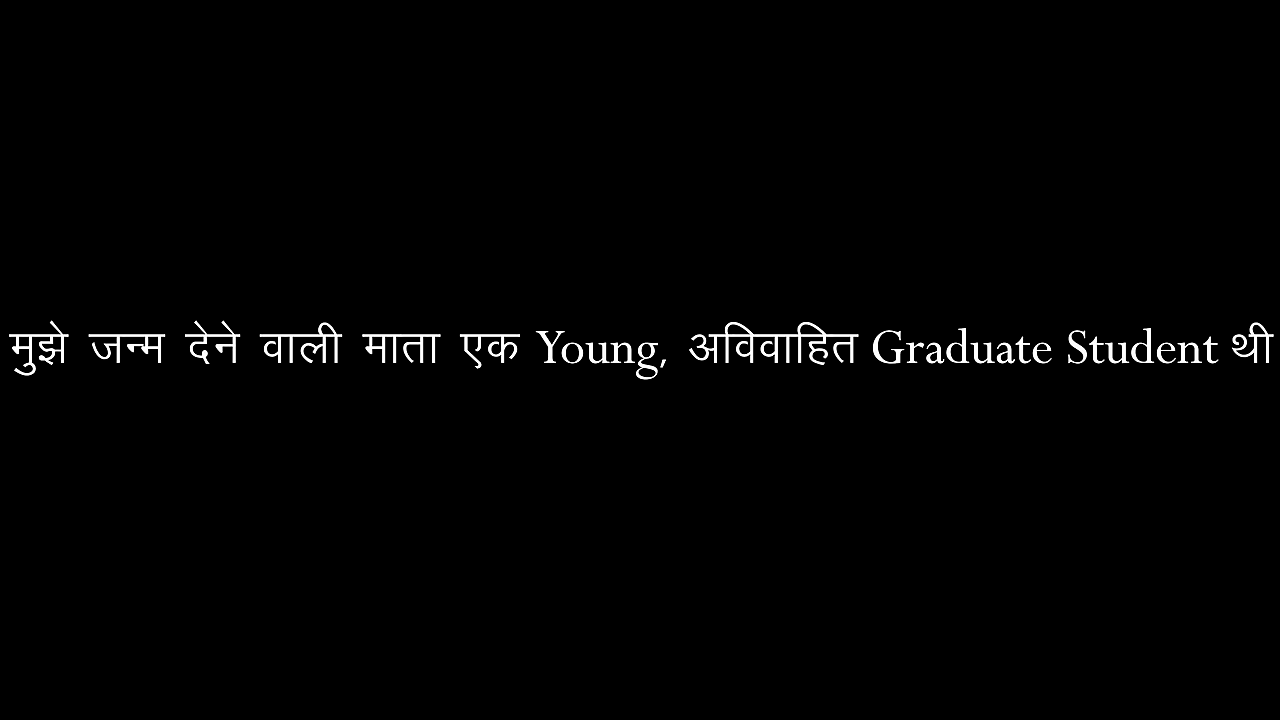 मुझे जन्म देने वाली माता एक Young, अविवाहित Graduate Student थी